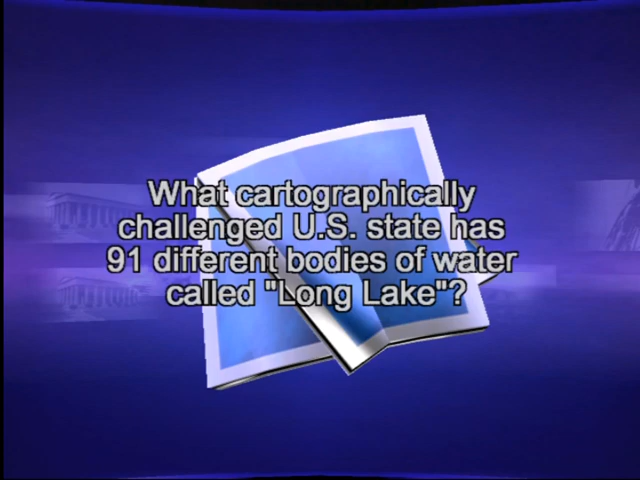 What cartographically
challenged U.S. state has
91 different bodies of water
called "Long Lake"?